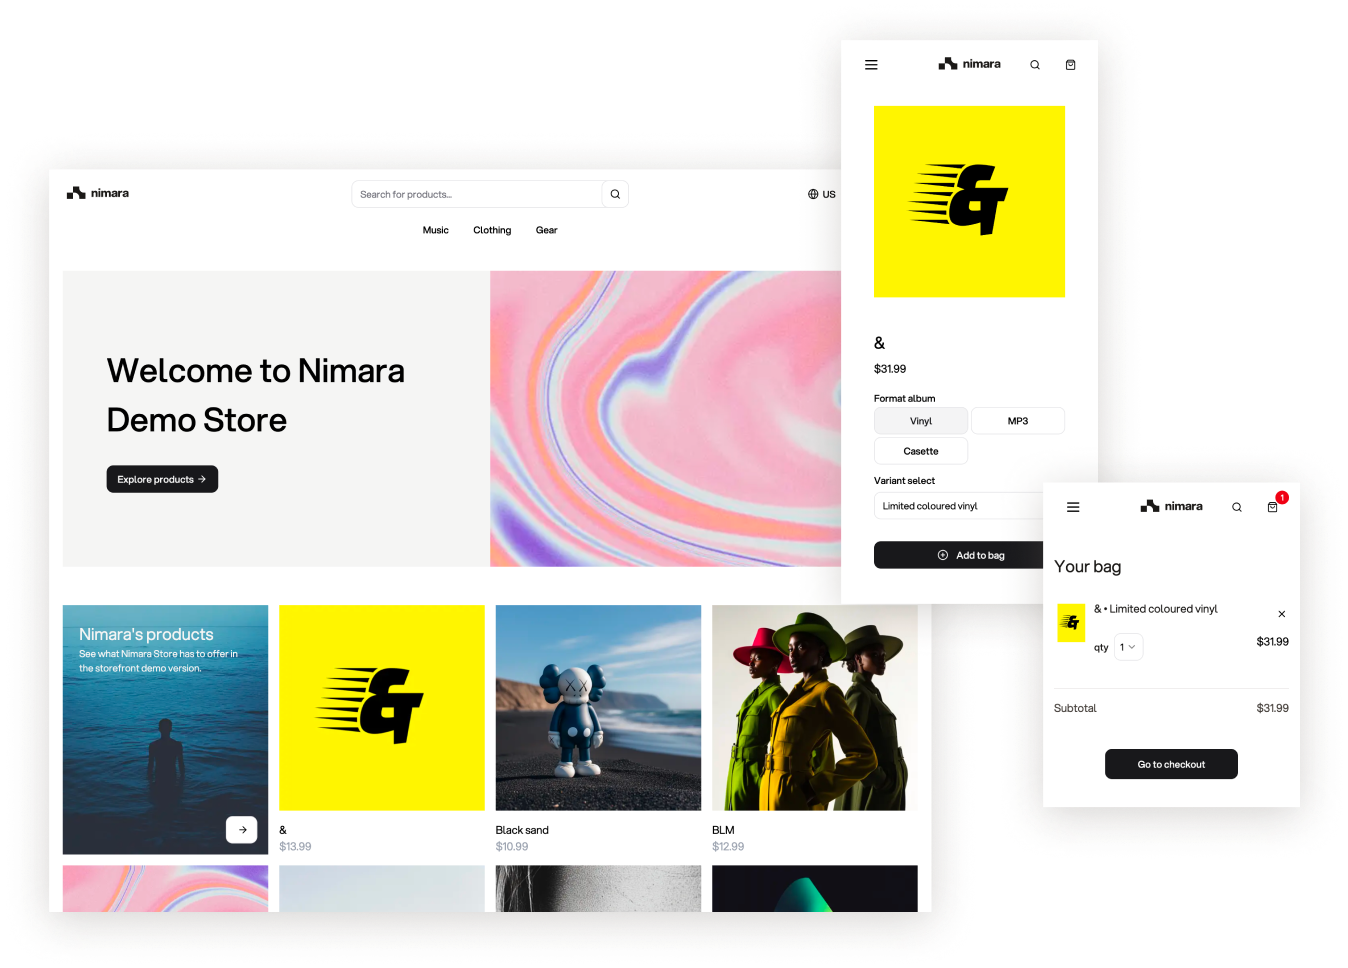 nimara
Search for products...
US
Music
Clothing
Gear
Welcome to Nimara
Demo Store
Explore products
Nimara's products
See what Nimara Store has to offer in
the storefront demo version.
&
&
$13.99
Black sand
$10.99
BLM
$12.99
nimara
&
&
$31.99
Format album
Vinyl
MP3
Casette
Variant select
Limited coloured vinyl
Add to bag
nimara
1
Your bag
&
& • Limited coloured vinyl
qty
1
$31.99
Subtotal
$31.99
Go to checkout